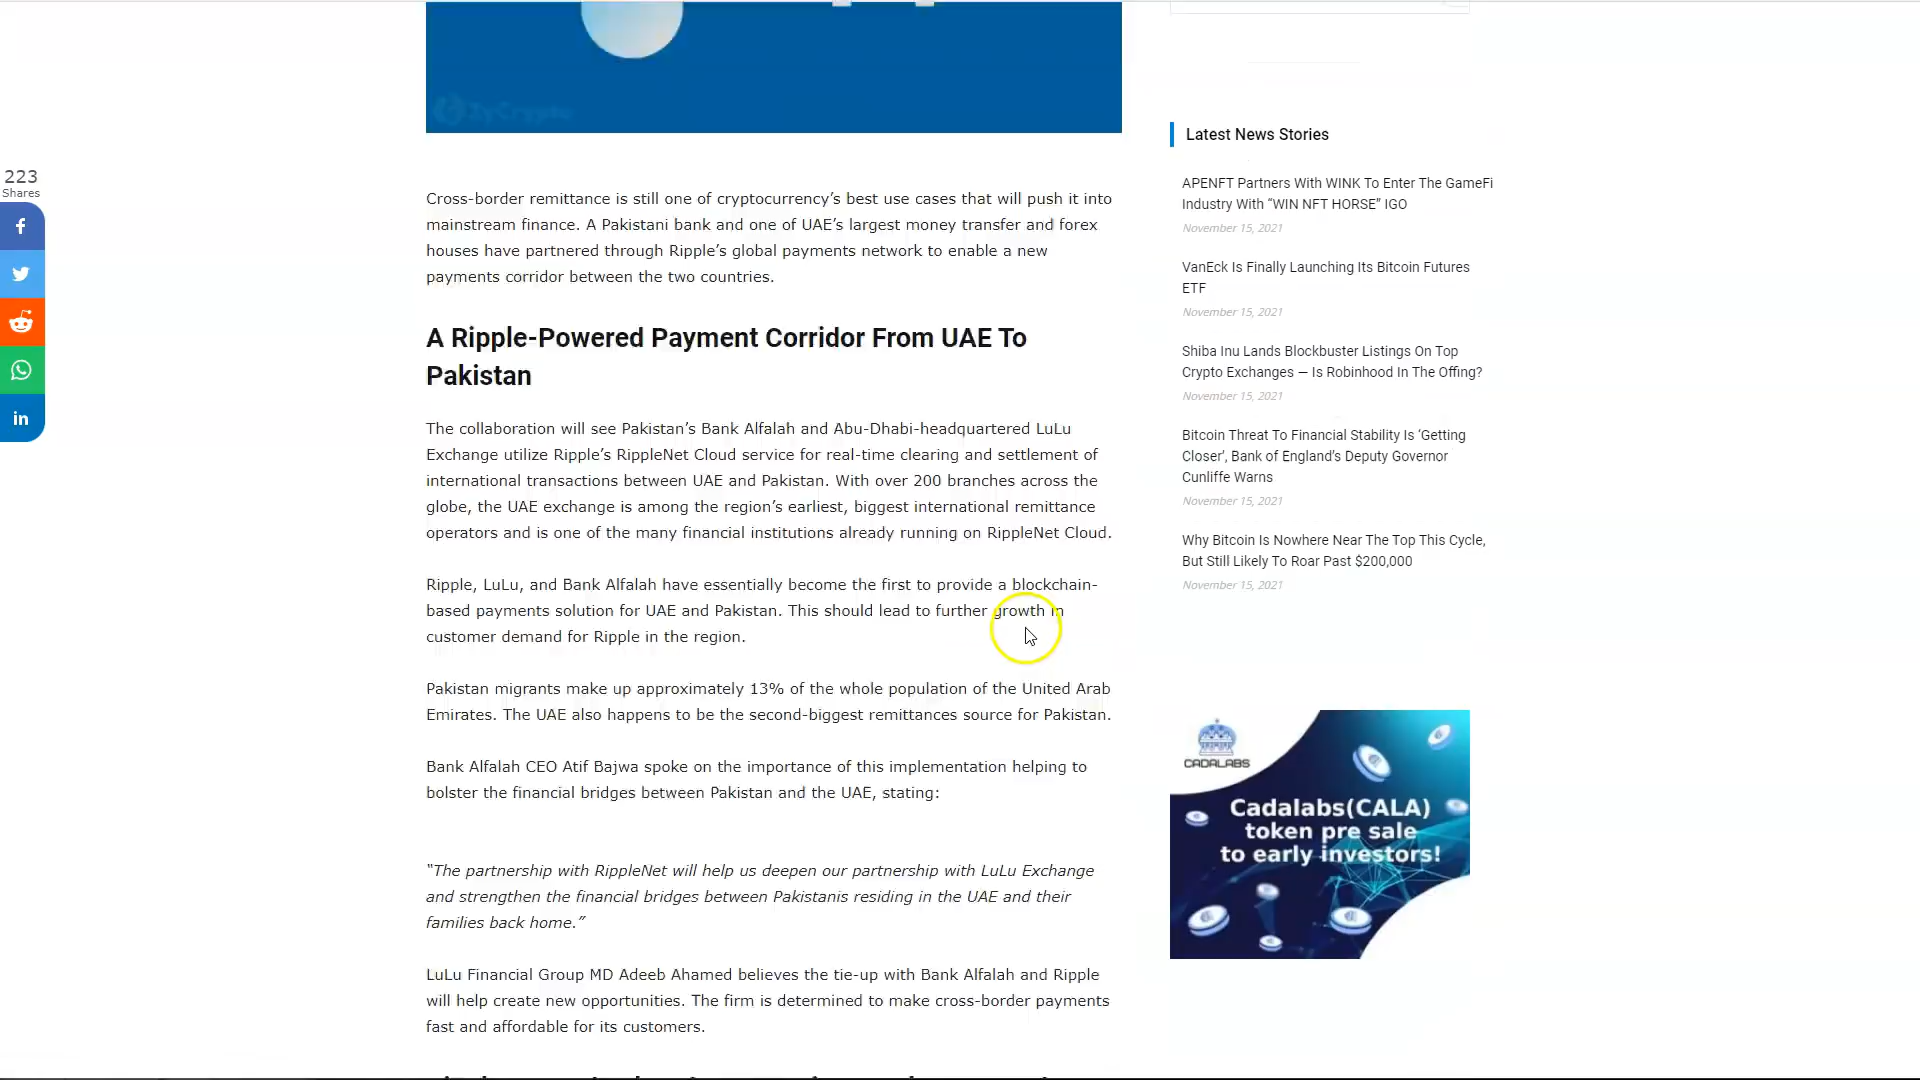 ZyCrypto
223
Shares
Cross-border remittance is still one of cryptocurrency’s best use cases that will push it into
mainstream finance. A Pakistani bank and one of UAE’s largest money transfer and forex
houses have partnered through Ripple’s global payments network to enable a new
payments corridor between the two countries.
A Ripple-Powered Payment Corridor From UAE To
Pakistan
The collaboration will see Pakistan’s Bank Alfalah and Abu-Dhabi-headquartered LuLu
Exchange utilize Ripple’s RippleNet Cloud service for real-time clearing and settlement of
international transactions between UAE and Pakistan. With over 200 branches across the
globe, the UAE exchange is among the region’s earliest, biggest international remittance
operators and is one of the many financial institutions already running on RippleNet Cloud.
Ripple, LuLu, and Bank Alfalah have essentially become the first to provide a blockchain-
based payments solution for UAE and Pakistan. This should lead to further growth in
customer demand for Ripple in the region.
Pakistan migrants make up approximately 13% of the whole population of the United Arab
Emirates. The UAE also happens to be the second-biggest remittances source for Pakistan.
Bank Alfalah CEO Atif Bajwa spoke on the importance of this implementation helping to
bolster the financial bridges between Pakistan and the UAE, stating:
“The partnership with RippleNet will help us deepen our partnership with LuLu Exchange
and strengthen the financial bridges between Pakistanis residing in the UAE and their
families back home.”
LuLu Financial Group MD Adeeb Ahamed believes the tie-up with Bank Alfalah and Ripple
will help create new opportunities. The firm is determined to make cross-border payments
fast and affordable for its customers.
Latest News Stories
APENFT Partners With WINK To Enter The GameFi
Industry With “WIN NFT HORSE” IGO
November 15, 2021
VanEck Is Finally Launching Its Bitcoin Futures
ETF
November 15, 2021
Shiba Inu Lands Blockbuster Listings On Top
Crypto Exchanges — Is Robinhood In The Offing?
November 15, 2021
Bitcoin Threat To Financial Stability Is ‘Getting
Closer’, Bank of England’s Deputy Governor
Cunliffe Warns
November 15, 2021
Why Bitcoin Is Nowhere Near The Top This Cycle,
But Still Likely To Roar Past $200,000
November 15, 2021
CADALABS
Cadalabs(CALA)
token pre sale
to early investors!